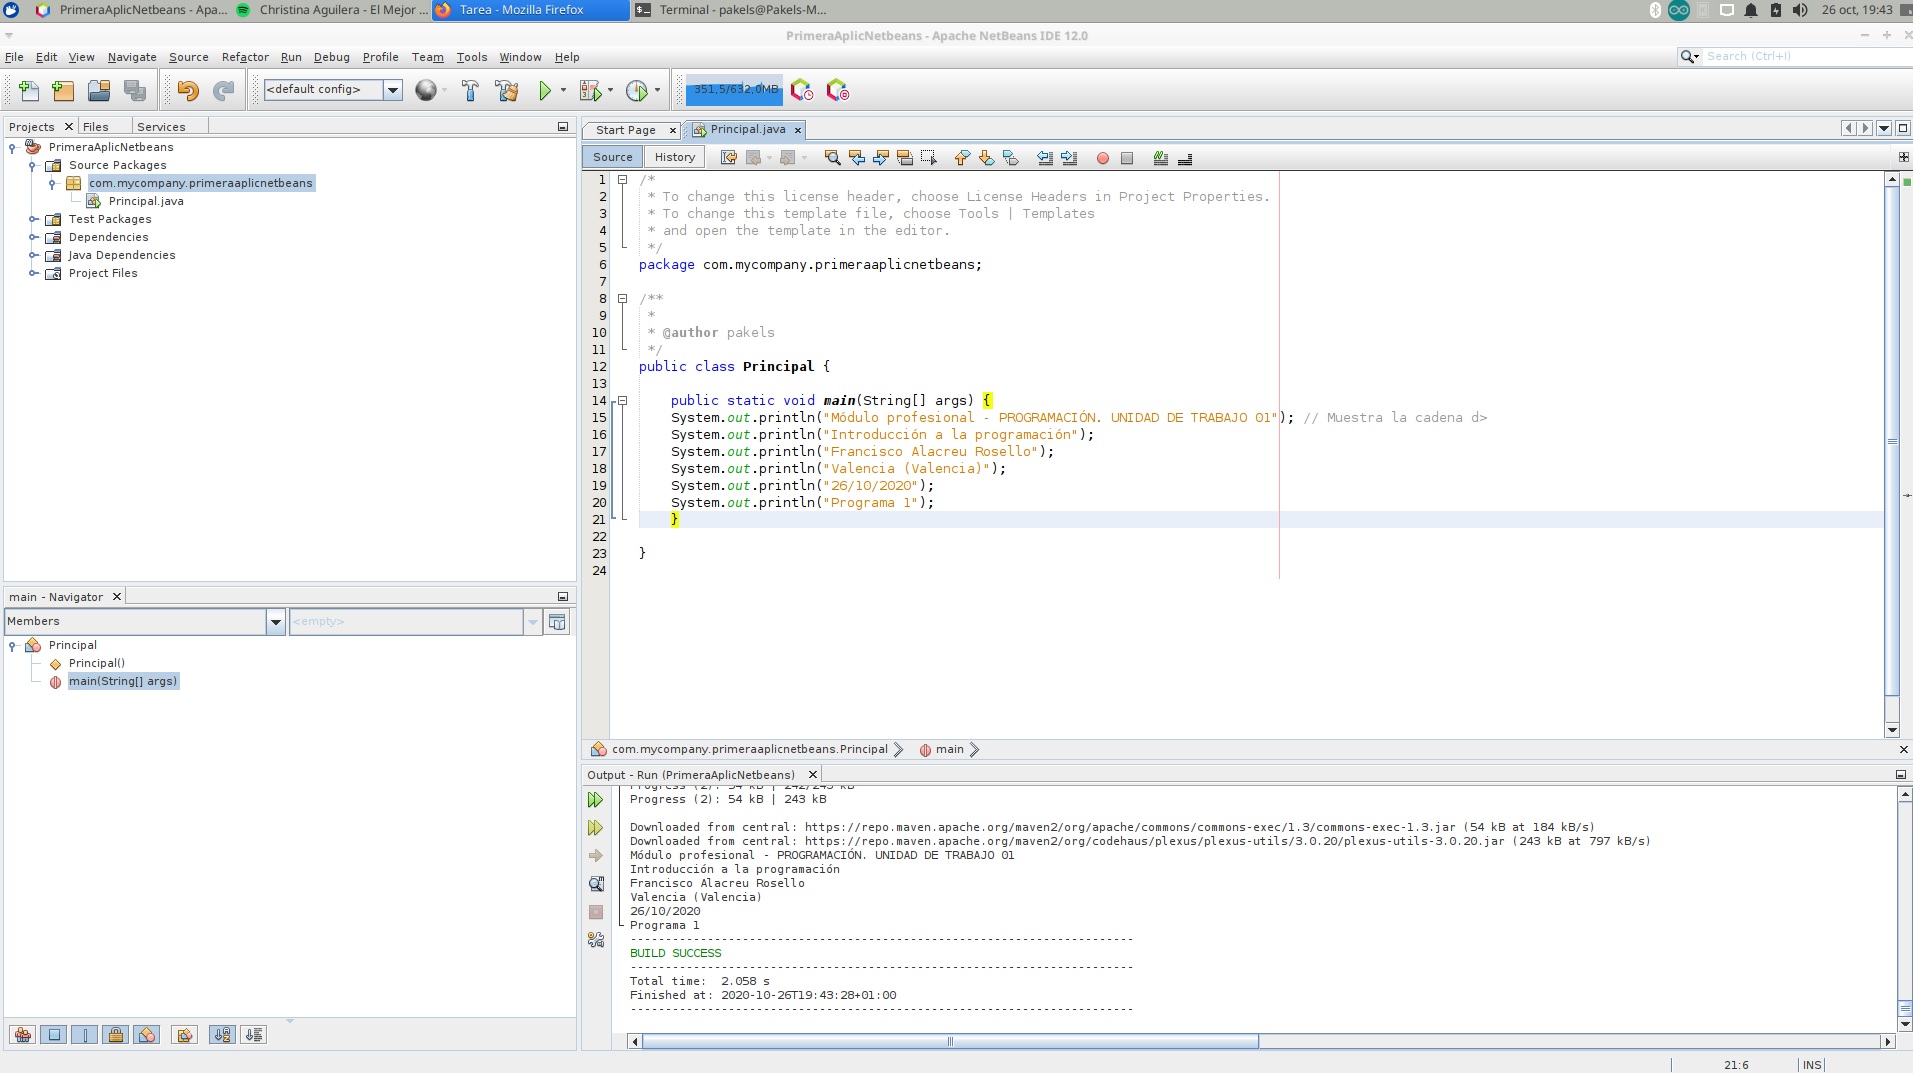 PrimeraAplicNetbeans - Apa...
Christina Aguilera - El Mejor ...
Tarea - Mozilla Firefox
Terminal - pakels@Pakels-M...
26 oct, 19:43
PrimeraAplicNetbeans - Apache NetBeans IDE 12.0
File Edit View Navigate Source Refactor Run Debug Profile Team Tools Window Help
Search (Ctrl+I)
<default config>
351,5/632,0MB
Projects Files Services
PrimeraAplicNetbeans
Source Packages
com.mycompany.primeraaplicnetbeans
Principal.java
Test Packages
Dependencies
Java Dependencies
Project Files
main - Navigator
Members
<empty>
Principal
Principal()
main(String[] args)
Start Page
Principal.java
Source History
1 /*
2 * To change this license header, choose License Headers in Project Properties.
3 * To change this template file, choose Tools | Templates
4 * and open the template in the editor.
5 */
6 package com.mycompany.primeraaplicnetbeans;
7
8 /**
9 *
10 * @author pakels
11 */
12 public class Principal {
13
14 public static void main(String[] args) {
15 System.out.println("Módulo profesional - PROGRAMACIÓN. UNIDAD DE TRABAJO 01"); // Muestra la cadena d>
16 System.out.println("Introducción a la programación");
17 System.out.println("Francisco Alacreu Rosello");
18 System.out.println("Valencia (Valencia)");
19 System.out.println("26/10/2020");
20 System.out.println("Programa 1");
21 }
22
23 }
24
com.mycompany.primeraaplicnetbeans.Principal
main
Output - Run (PrimeraAplicNetbeans)
Progress (2): 54 kB | 242/243 kB
Progress (2): 54 kB | 243 kB
Downloaded from central: https://repo.maven.apache.org/maven2/org/apache/commons/commons-exec/1.3/commons-exec-1.3.jar (54 kB at 184 kB/s)
Downloaded from central: https://repo.maven.apache.org/maven2/org/codehaus/plexus/plexus-utils/3.0.20/plexus-utils-3.0.20.jar (243 kB at 797 kB/s)
Módulo profesional - PROGRAMACIÓN. UNIDAD DE TRABAJO 01
Introducción a la programación
Francisco Alacreu Rosello
Valencia (Valencia)
26/10/2020
Programa 1
------------------------------------------------------------------------
BUILD SUCCESS
------------------------------------------------------------------------
Total time:  2.058 s
Finished at: 2020-10-26T19:43:28+01:00
------------------------------------------------------------------------
21:6
INS